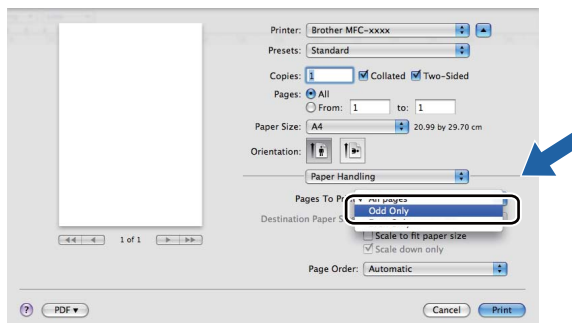 Printer: Brother MFC-xxxx
Presets: Standard
Copies: 1 Collated Two-Sided
Pages: All
From: 1 to: 1
Paper Size: A4 20.99 by 29.70 cm
Orientation:
Paper Handling
Pages To Pr All pages
Odd Only
Destination Paper S
Scale to fit paper size
1 of 1
Scale down only
Page Order: Automatic
? PDF Cancel Print